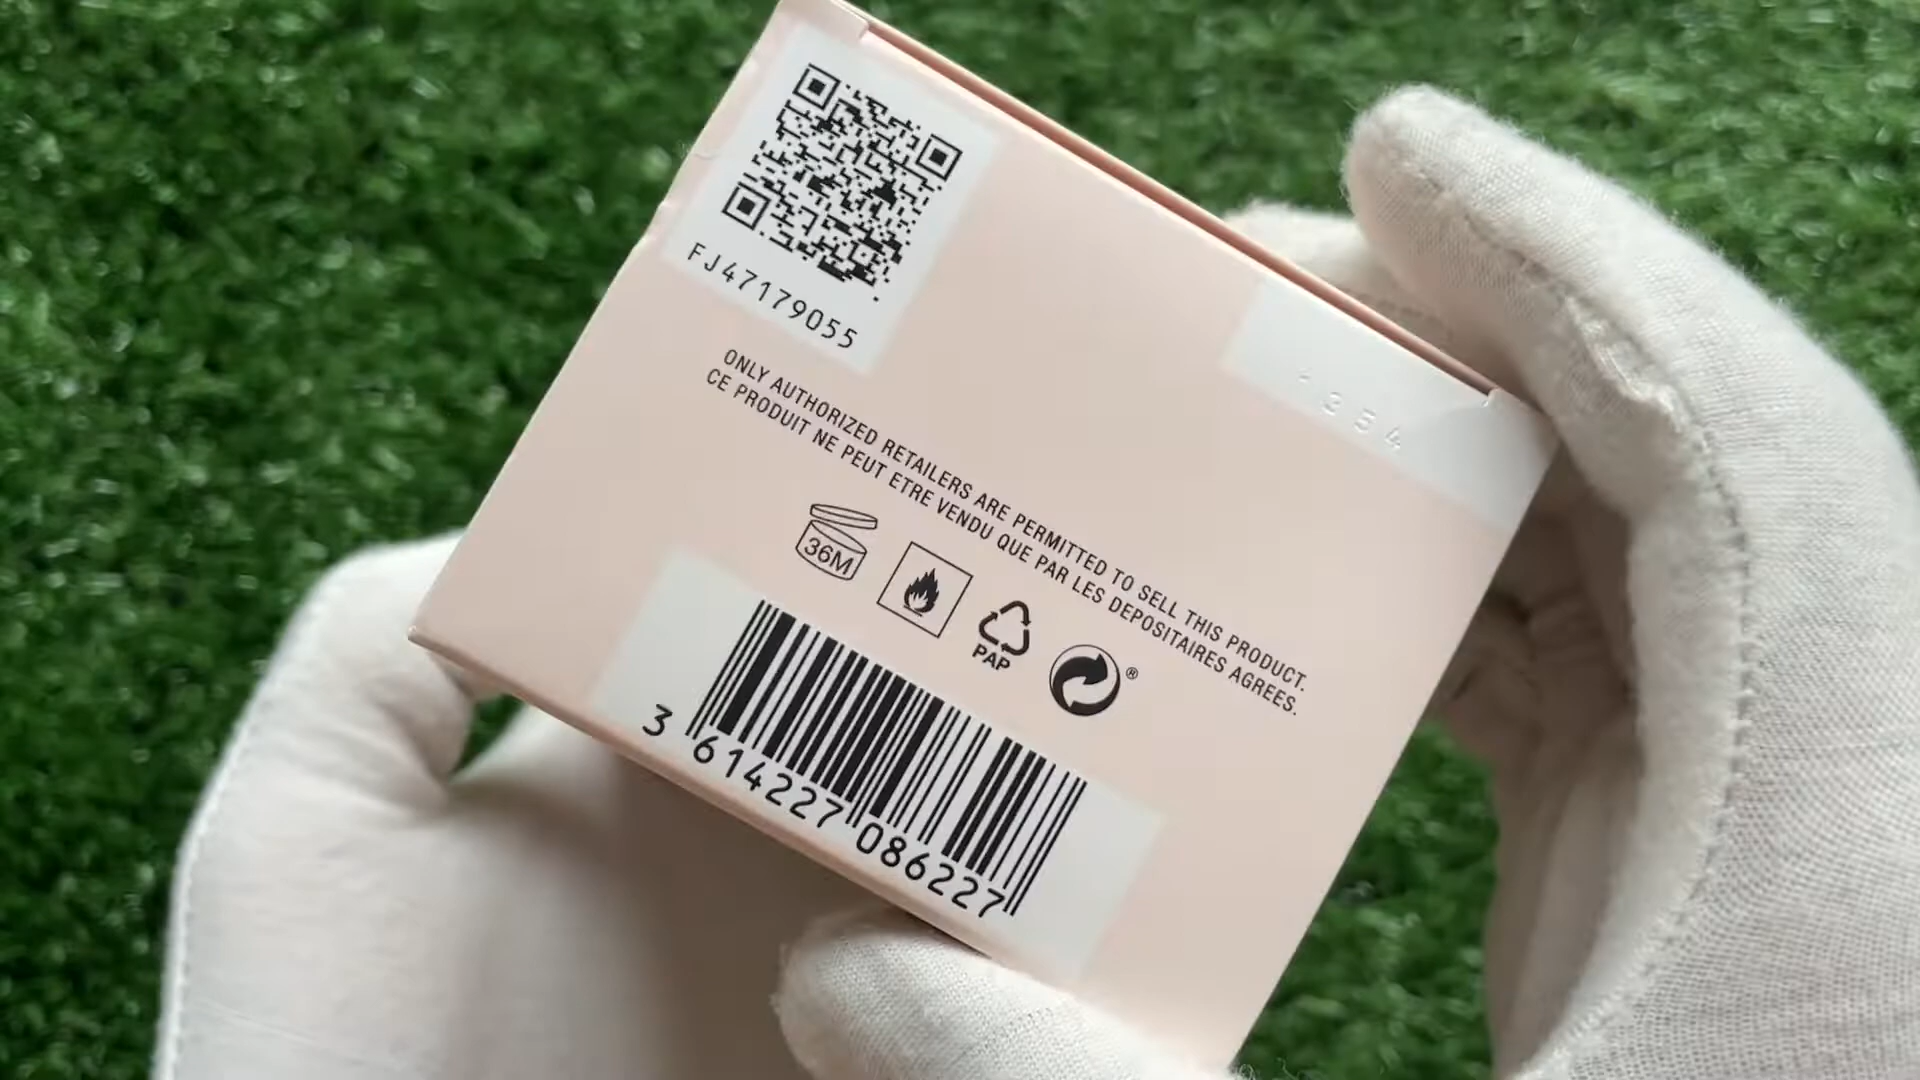 FJ47179055
354
ONLY AUTHORIZED RETAILERS ARE PERMITTED TO SELL THIS PRODUCT.
CE PRODUIT NE PEUT ETRE VENDU QUE PAR LES DEPOSITAIRES AGREES.
36M
PAP
®
3 614227 086227